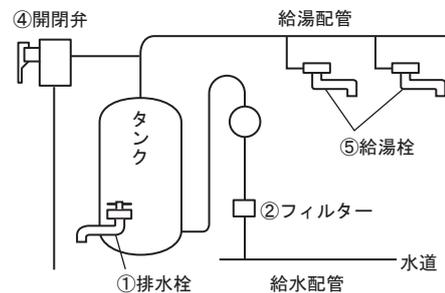 ④開閉弁
給湯配管
タンク
⑤給湯栓
②フィルター
水道
①排水栓
給水配管